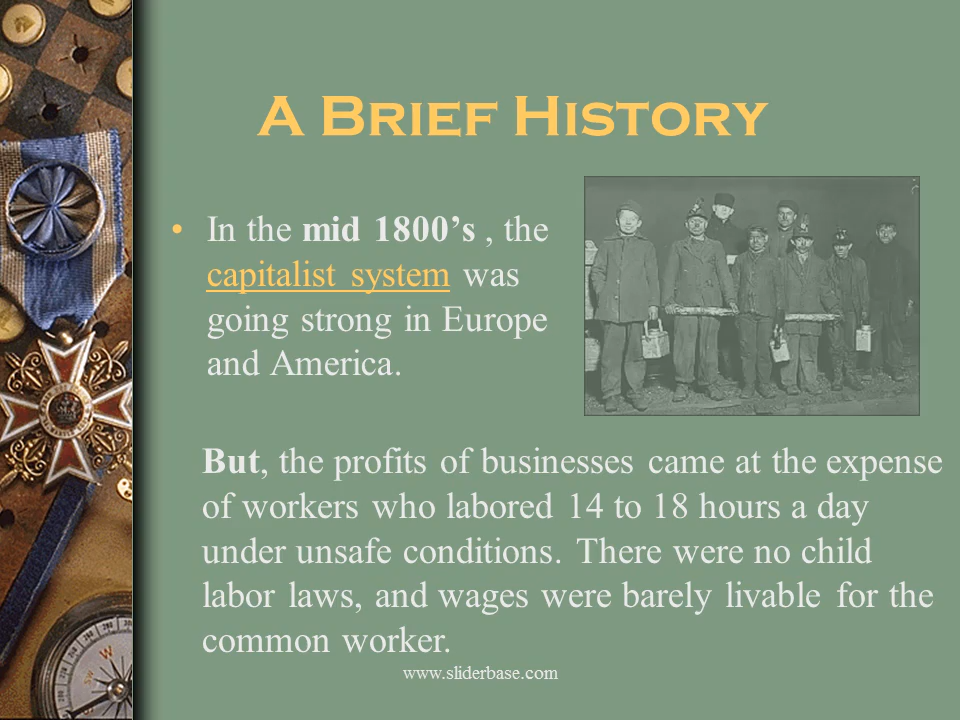 A Brief History
• In the mid 1800’s , the
capitalist system was
going strong in Europe
and America.
But, the profits of businesses came at the expense
of workers who labored 14 to 18 hours a day
under unsafe conditions. There were no child
labor laws, and wages were barely livable for the
common worker.
www.sliderbase.com